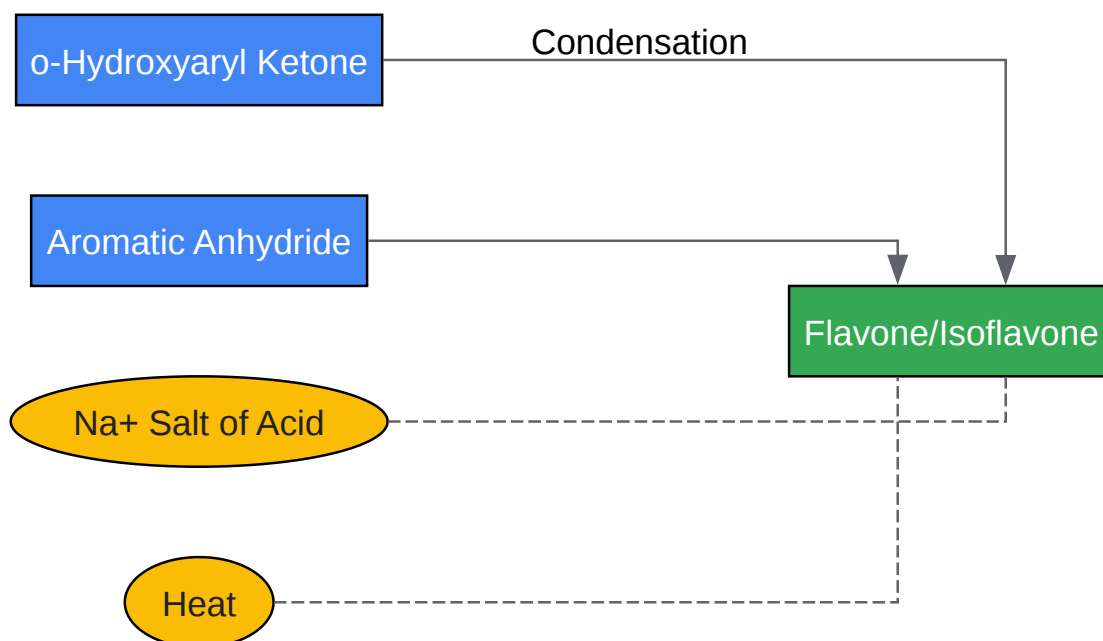 Condensation
o-Hydroxyaryl Ketone
Aromatic Anhydride
Flavone/Isoflavone
Na+ Salt of Acid
Heat